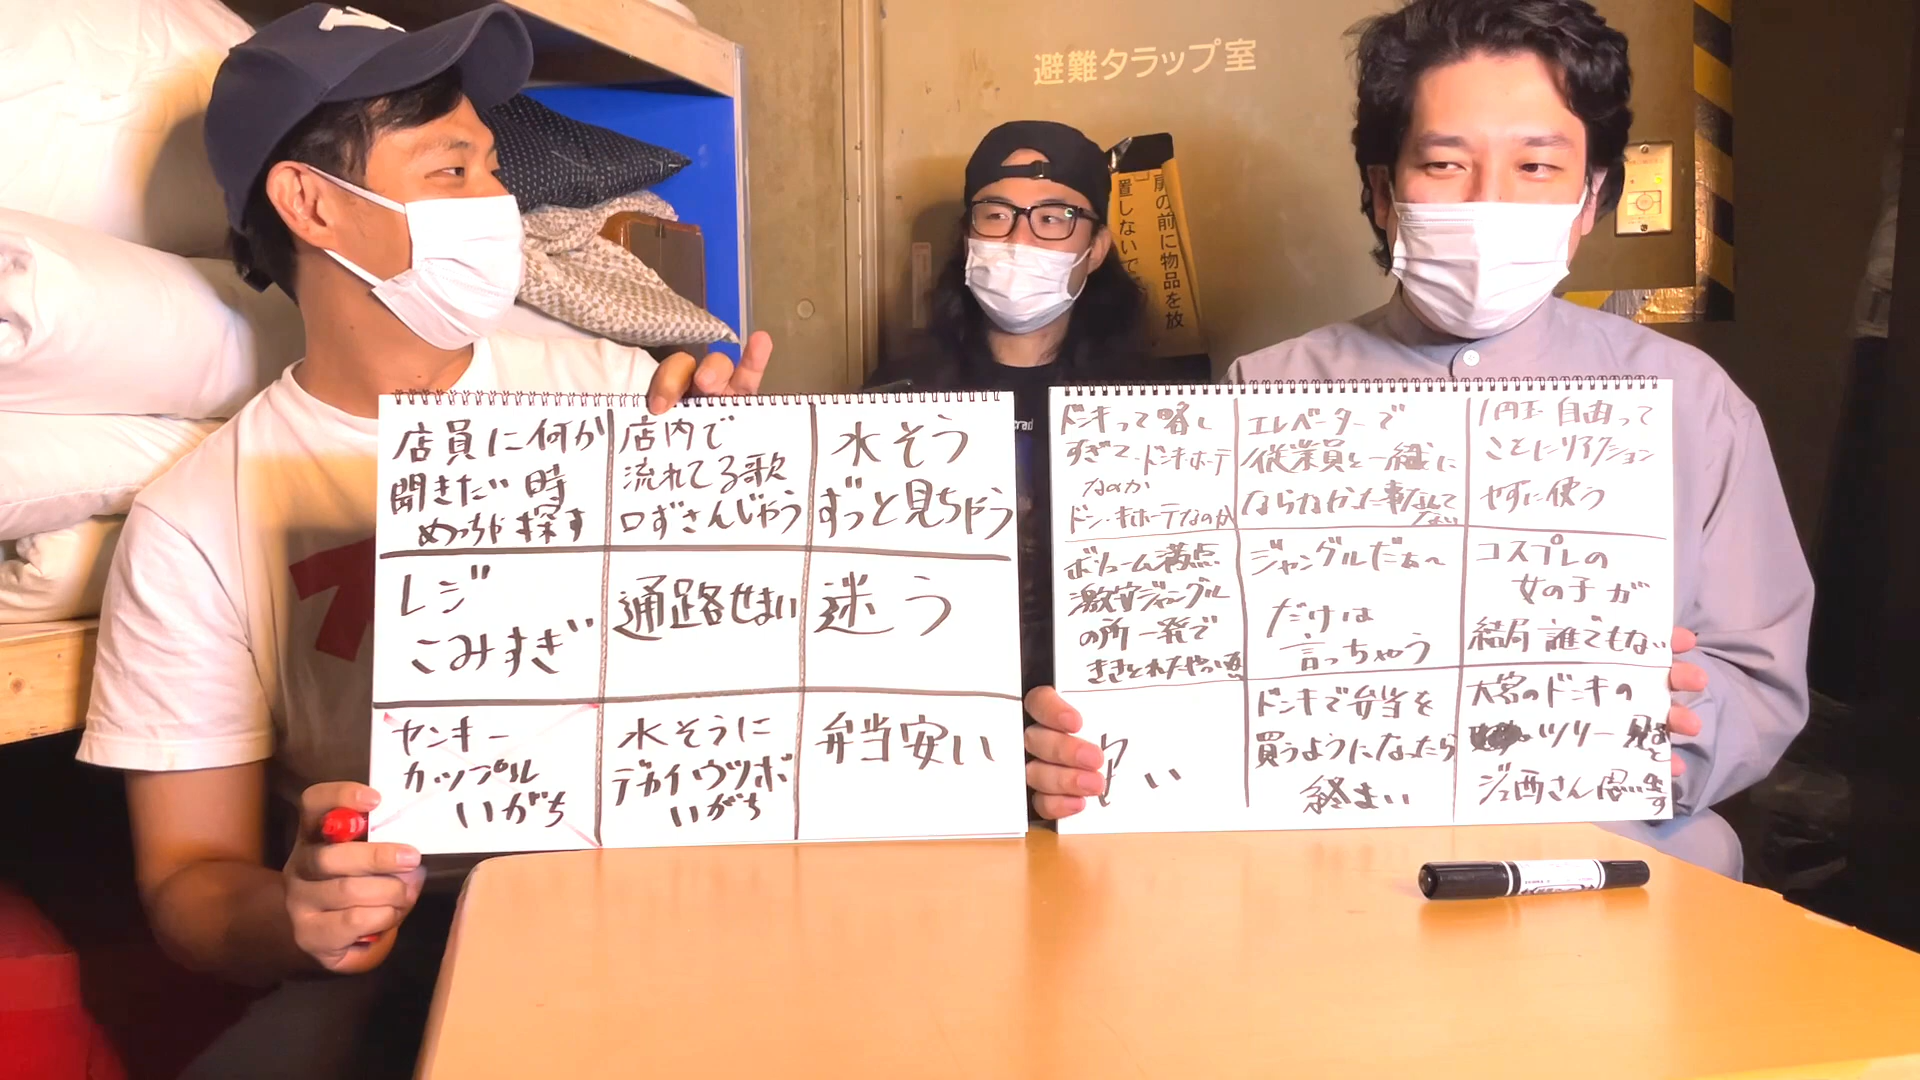 避難タラップ室
扉の前に物品を放
置しないで
店員に何か
聞きたい時
めっちゃ探す
店内で
流れてる歌
口ずさんじゃう
水そう
ずっと見ちゃう
レジ
こみすぎ
通路せまい
迷う
ヤンキー
カップル
いがち
水そうに
デカイウツボ
いがち
弁当安い
ドンキって略し
すぎて、ドンキ・ホーテ
なのか
ドン・キホーテなのか
エレベーターで
従業員と一緒に
ならなかった事なんて
ない
1円玉自由って
ことにリアクション
せずに使う
ボリューム満点
激安ジャングル
の所一発で
ききとれたやつ
ジャングルだぁ〜
だけは
言っちゃう
コスプレの
女の子が
結局誰でもない
い
ドンキで弁当を
買うようになったら
終まい
大宮のドンキの
ツリー見ると
さん思い出す